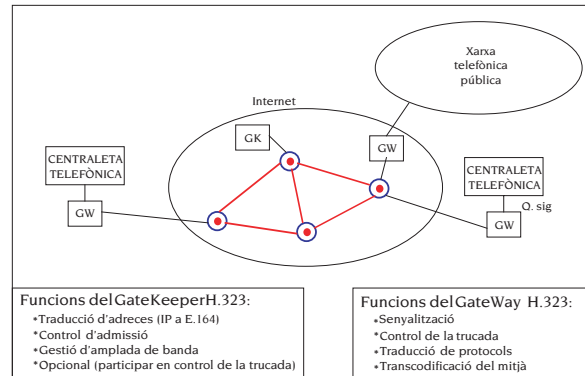 Xarxa
telefònica
pública
Internet
GK
GW
CENTRALETA
TELEFÒNICA
GW
CENTRALETA
TELEFÒNICA
Q. sig
GW
Funcions del GateKeeper H.323:
*Traducció d'adreces (IP a E.164)
*Control d'admissió
*Gestió d'amplada de banda
*Opcional (participar en control de la trucada)
Funcions del GateWay H.323:
*Senyalització
*Control de la trucada
*Traducció de protocols
*Transcodificació del mitjà